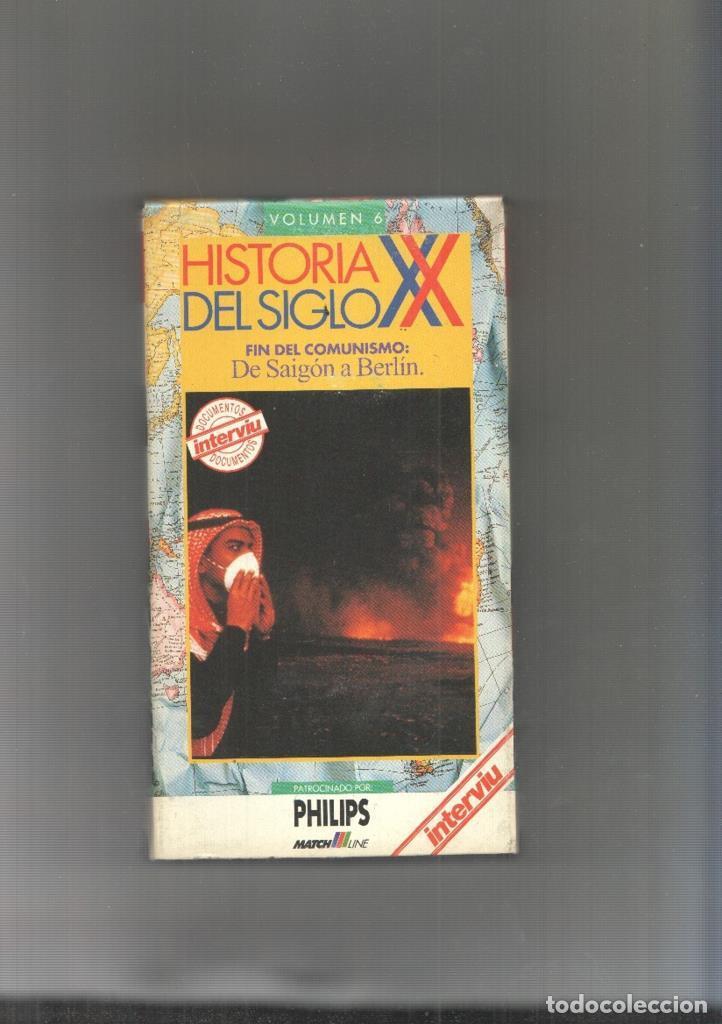 VOLUMEN 6
HISTORIA
DEL SIGLO XX
FIN DEL COMUNISMO:
De Saigón a Berlín.
DOCUMENTOS
interviu
DOCUMENTOS
PATROCINADO POR:
PHILIPS
MATCH LINE
interviu
todocoleccion